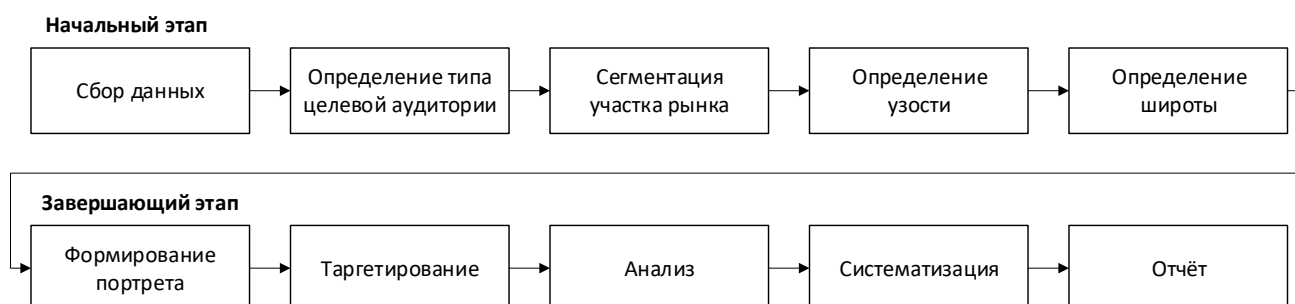 Начальный этап
Сбор данных
Определение типа
целевой аудитории
Сегментация
участка рынка
Определение
узости
Определение
широты
Завершающий этап
Формирование
портрета
Таргетирование
Анализ
Систематизация
Отчёт